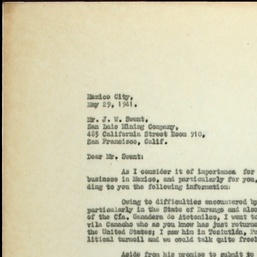 Mexico City,
May 29, 1941.
Mr. J. W. Swent,
San Luis Mining Company,
485 California Street Room 910,
San Francisco, Calif.
Dear Mr. Swent:
As I consider it of importance for
business in Mexico, and particularly for you,
ding to you the following information:
Owing to difficulties encountered by
particularly in the State of Durango and also
of the Cia. Ganadera de Atotonilco, I went to
vila Camacho who as you know has just returned
the United States; I saw him in
litical turmoil and we could talk quite freel
Aside from his promise to submit to